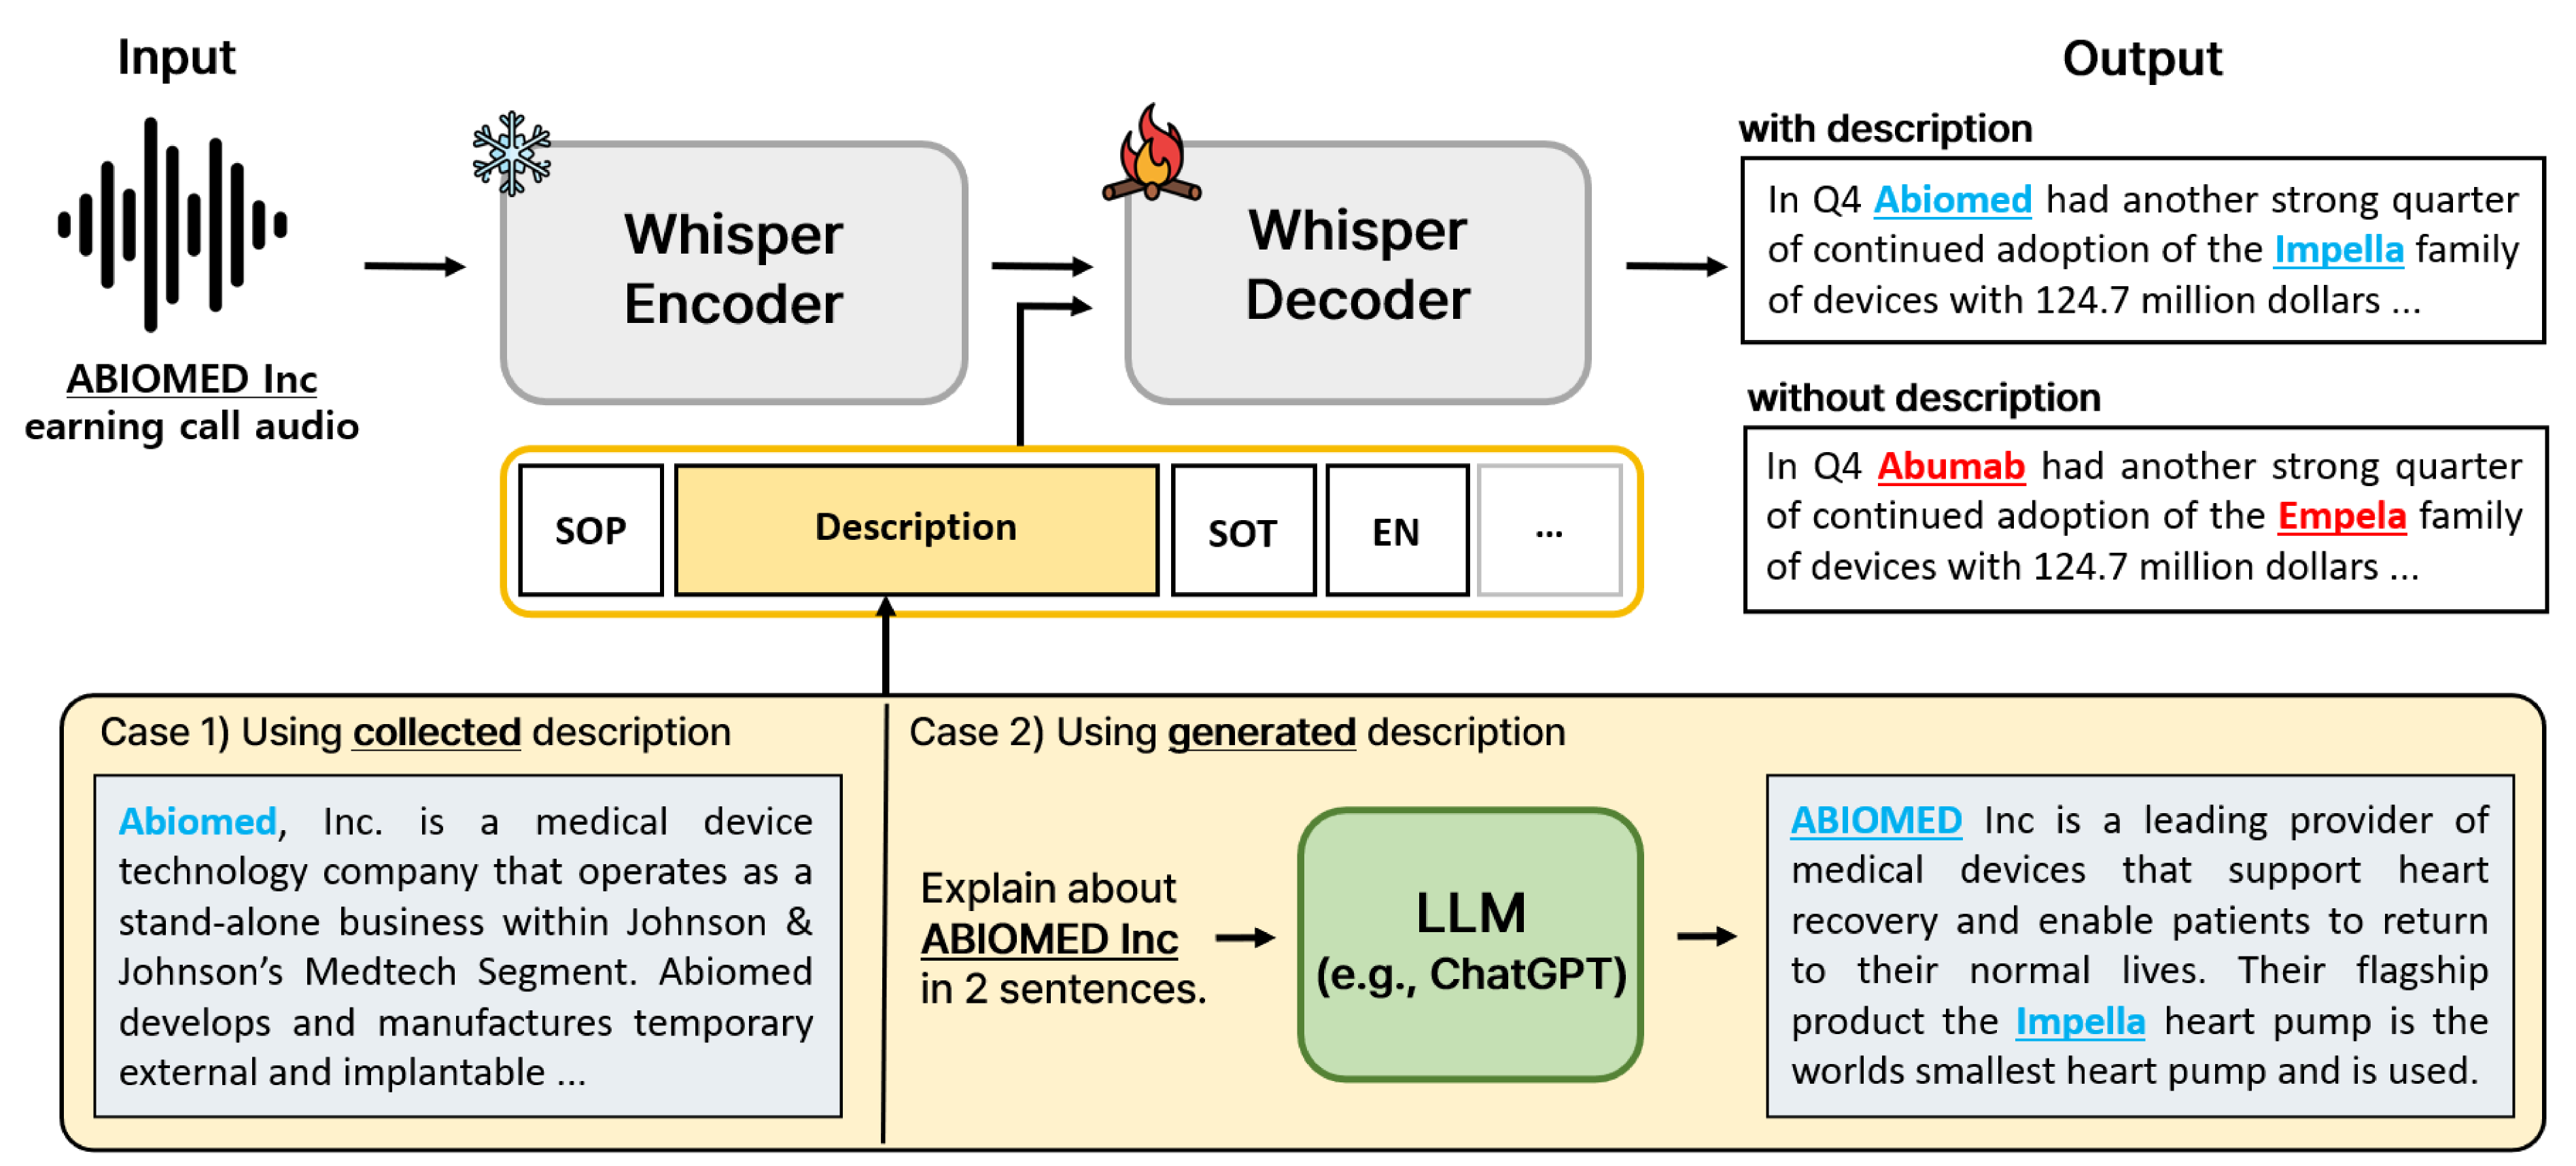 Input
ABIOMED Inc
earning call audio
Whisper
Encoder
Whisper
Decoder
Output
with description
In Q4 Abiomed had another strong quarter
of continued adoption of the Impella family
of devices with 124.7 million dollars ...
without description
In Q4 Abumab had another strong quarter
of continued adoption of the Empela family
of devices with 124.7 million dollars ...
SOP
Description
SOT
EN
...
Case 1) Using collected description
Abiomed, Inc. is a medical device
technology company that operates as a
stand-alone business within Johnson &
Johnson’s Medtech Segment. Abiomed
develops and manufactures temporary
external and implantable ...
Case 2) Using generated description
Explain about
ABIOMED Inc
in 2 sentences.
LLM
(e.g., ChatGPT)
ABIOMED Inc is a leading provider of
medical devices that support heart
recovery and enable patients to return
to their normal lives. Their flagship
product the Impella heart pump is the
worlds smallest heart pump and is used.